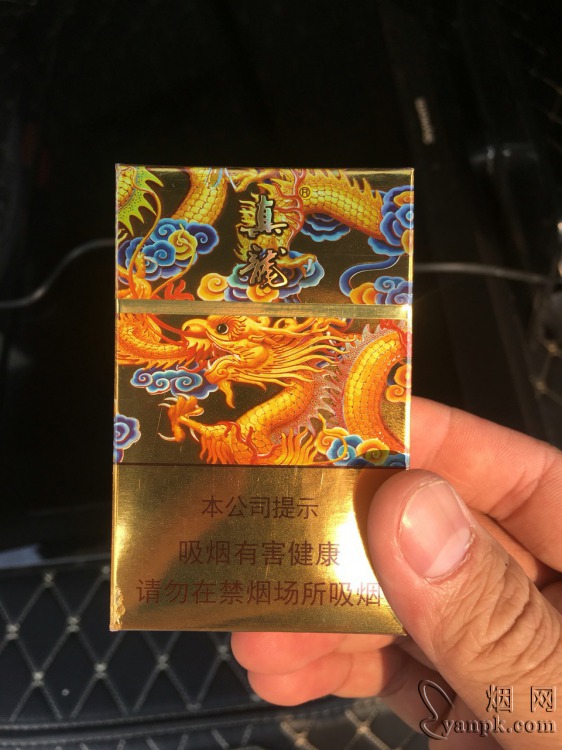 真龍
®
本公司提示
吸烟有害健康
请勿在禁烟场所吸烟
烟网
yanpk.com